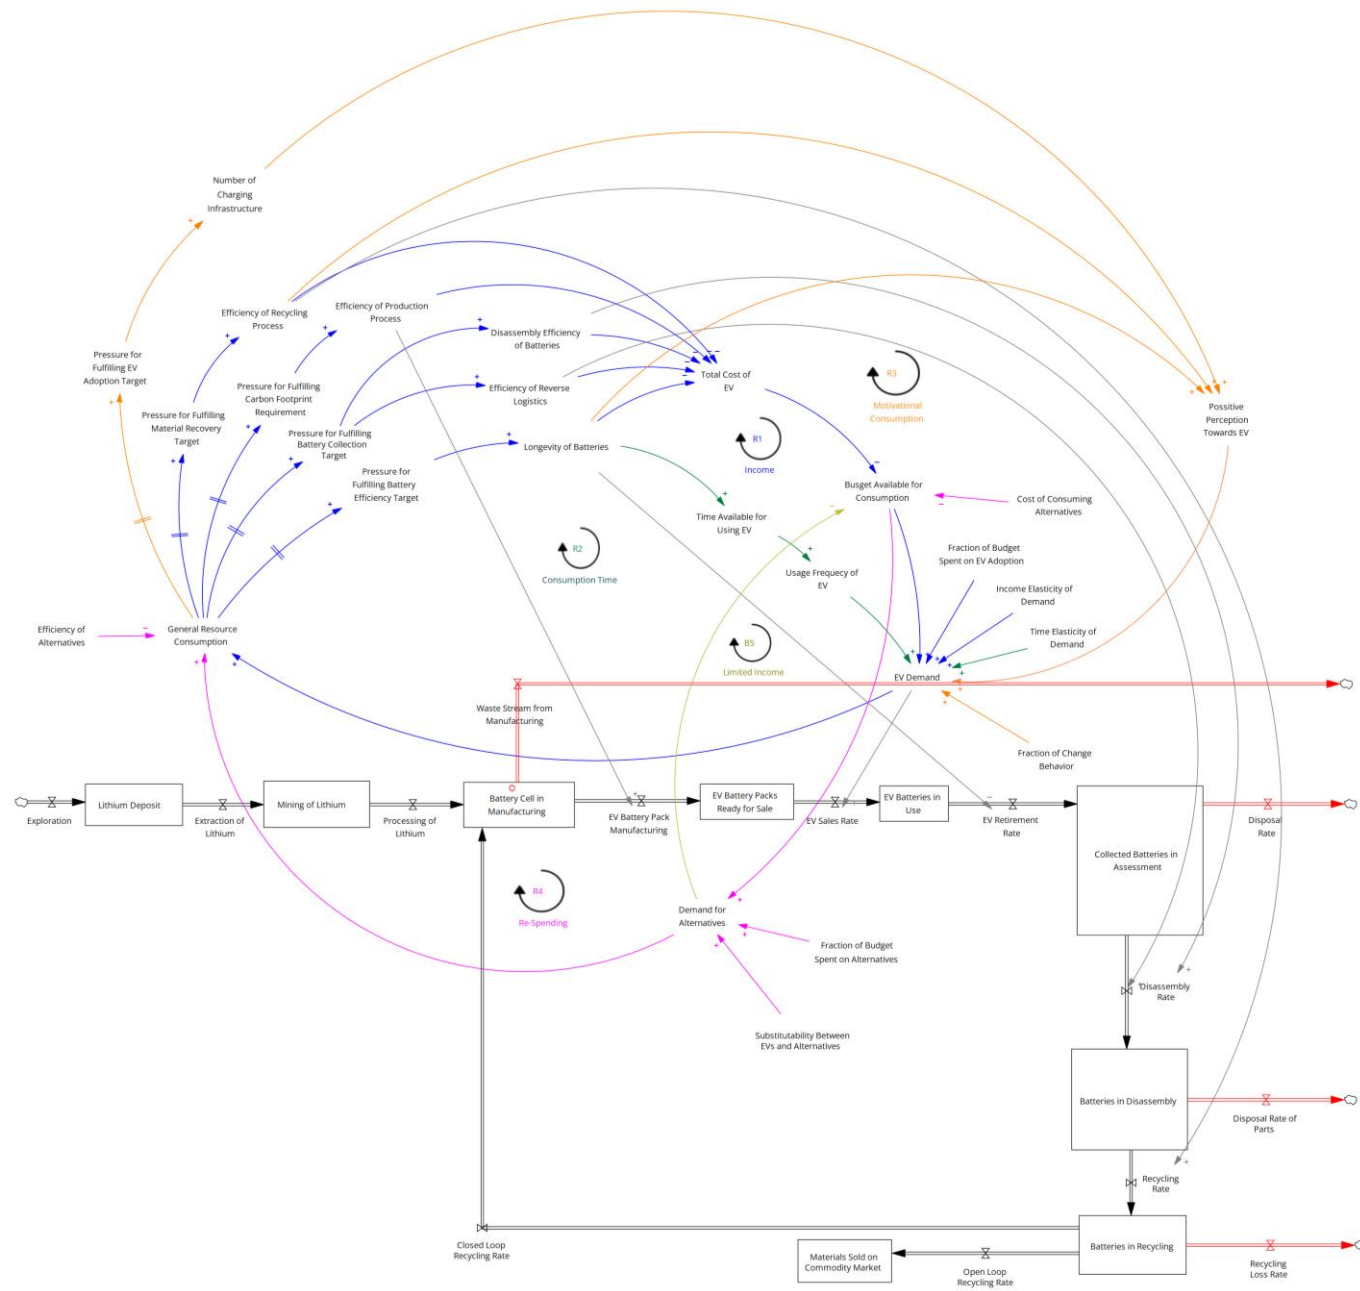 Number of
Charging
Infrastructure
Efficiency of Recycling
Process
Efficiency of Production
Process
Disassembly Efficiency
of Batteries
Pressure for
Fulfilling EV
Adoption Target
Pressure for Fulfilling
Carbon Footprint
Requirement
Efficiency of Reverse
Logistics
Total Cost of
EV
R3
Motivational
Consumption
Possitive
Perception
Towards EV
Pressure for Fulfilling
Material Recovery
Target
Pressure for Fulfilling
Battery Collection
Target
Longevity of Batteries
R1
Income
Pressure for
Fulfilling Battery
Efficiency Target
Busget Available for
Consumption
Cost of Consuming
Alternatives
Time Available for
Using EV
R2
Consumption Time
Usage Frequecy of
EV
Fraction of Budget
Spent on EV Adoption
Income Elasticity of
Demand
Time Elasticity of
Demand
Efficiency of
Alternatives
General Resource
Consumption
B5
Limited Income
EV Demand
Waste Stream from
Manufacturing
Fraction of Change
Behavior
Exploration
Lithium Deposit
Extraction of
Lithium
Mining of Lithium
Processing of
Lithium
Battery Cell in
Manufacturing
EV Battery Pack
Manufacturing
EV Battery Packs
Ready for Sale
EV Sales Rate
EV Batteries in
Use
EV Retirement
Rate
Collected Batteries in
Assessment
Disposal
Rate
R4
Re-Spending
Demand for
Alternatives
Fraction of Budget
Spent on Alternatives
Substitutability Between
EVs and Alternatives
Disassembly
Rate
Batteries in Disassembly
Disposal Rate of
Parts
Recycling
Rate
Closed Loop
Recycling Rate
Materials Sold on
Commodity Market
Open Loop
Recycling Rate
Batteries in Recycling
Recycling
Loss Rate